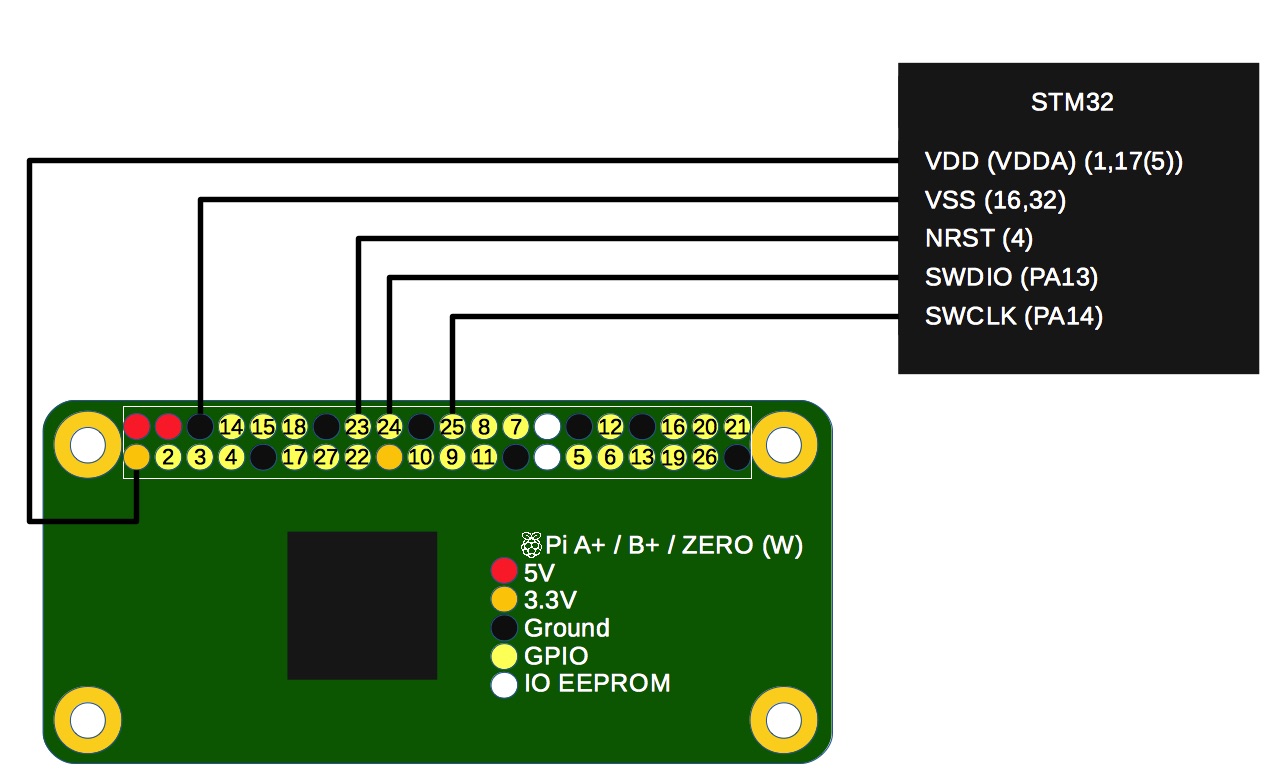 STM32
VDD (VDDA) (1,17(5))
VSS (16,32)
NRST (4)
SWDIO (PA13)
SWCLK (PA14)
14 15 18 23 24 25 8 7 12 16 20 21
2 3 4 17 27 22 10 9 11 5 6 13 19 26
Pi A+ / B+ / ZERO (W)
5V
3.3V
Ground
GPIO
IO EEPROM